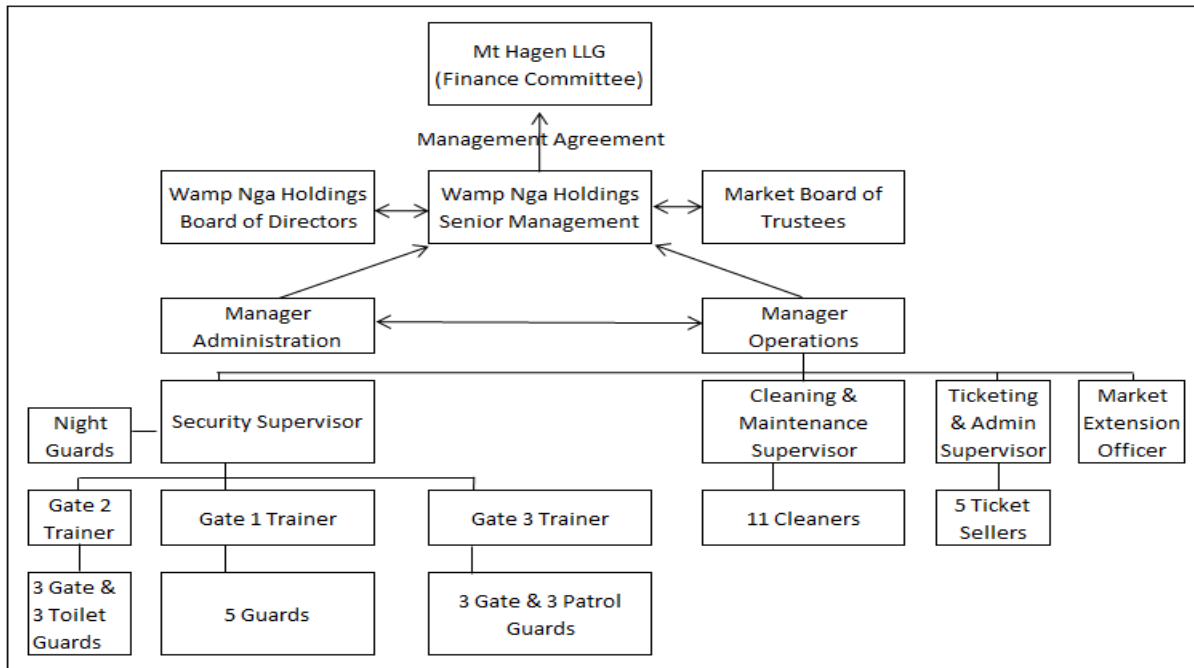 Mt Hagen LLG
(Finance Committee)
Management Agreement
Wamp Nga Holdings
Board of Directors
Wamp Nga Holdings
Senior Management
Market Board of
Trustees
Manager
Administration
Manager
Operations
Night
Guards
Security Supervisor
Cleaning &
Maintenance
Supervisor
Ticketing
& Admin
Supervisor
Market
Extension
Officer
Gate 2
Trainer
Gate 1 Trainer
Gate 3 Trainer
11 Cleaners
5 Ticket
Sellers
3 Gate &
3 Toilet
Guards
5 Guards
3 Gate & 3 Patrol
Guards